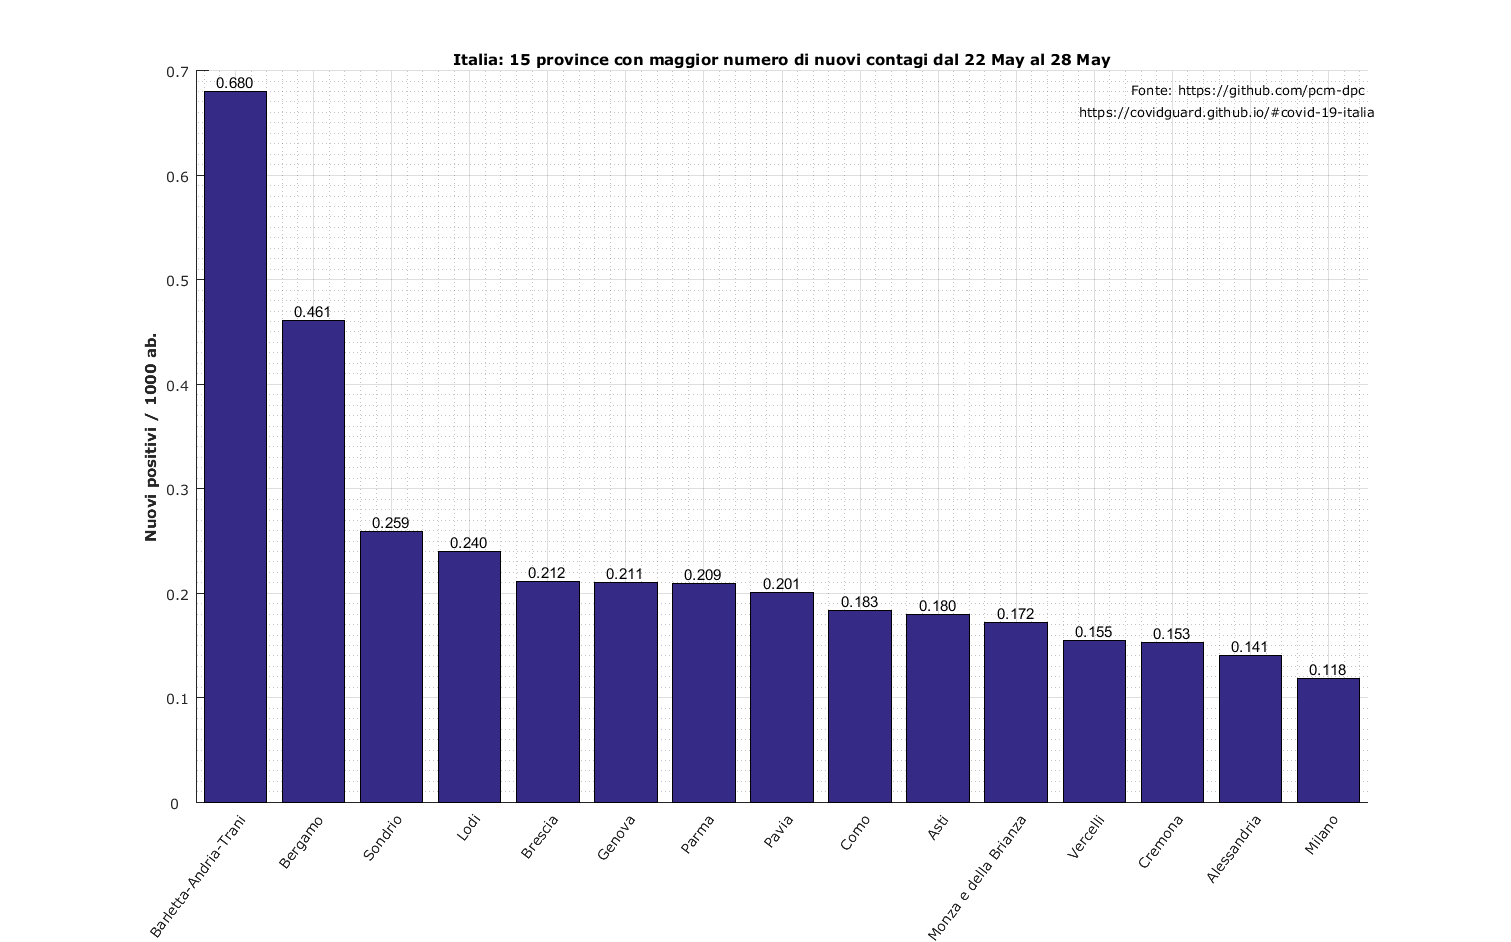 Italia: 15 province con maggior numero di nuovi contagi dal 22 May al 28 May
Fonte: https://github.com/pcm-dpc
https://covidguard.github.io/#covid-19-italia
Nuovi positivi / 1000 ab.
0.7
0.6
0.5
0.4
0.3
0.2
0.1
0
0.680
0.461
0.259
0.240
0.212
0.211
0.209
0.201
0.183
0.180
0.172
0.155
0.153
0.141
0.118
Barletta-Andria-Trani
Bergamo
Sondrio
Lodi
Brescia
Genova
Parma
Pavia
Como
Asti
Monza e della Brianza
Vercelli
Cremona
Alessandria
Milano